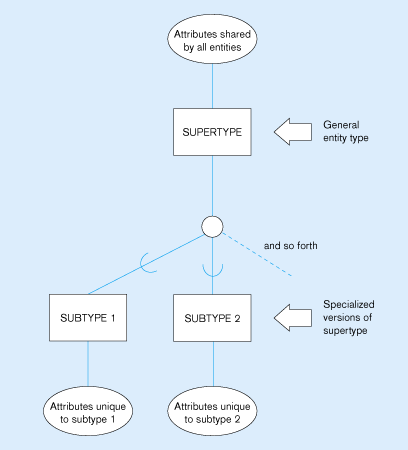 Attributes shared
by all entities
SUPERTYPE
General
entity type
and so forth
SUBTYPE 1
SUBTYPE 2
Specialized
versions of
supertype
Attributes unique
to subtype 1
Attributes unique
to subtype 2